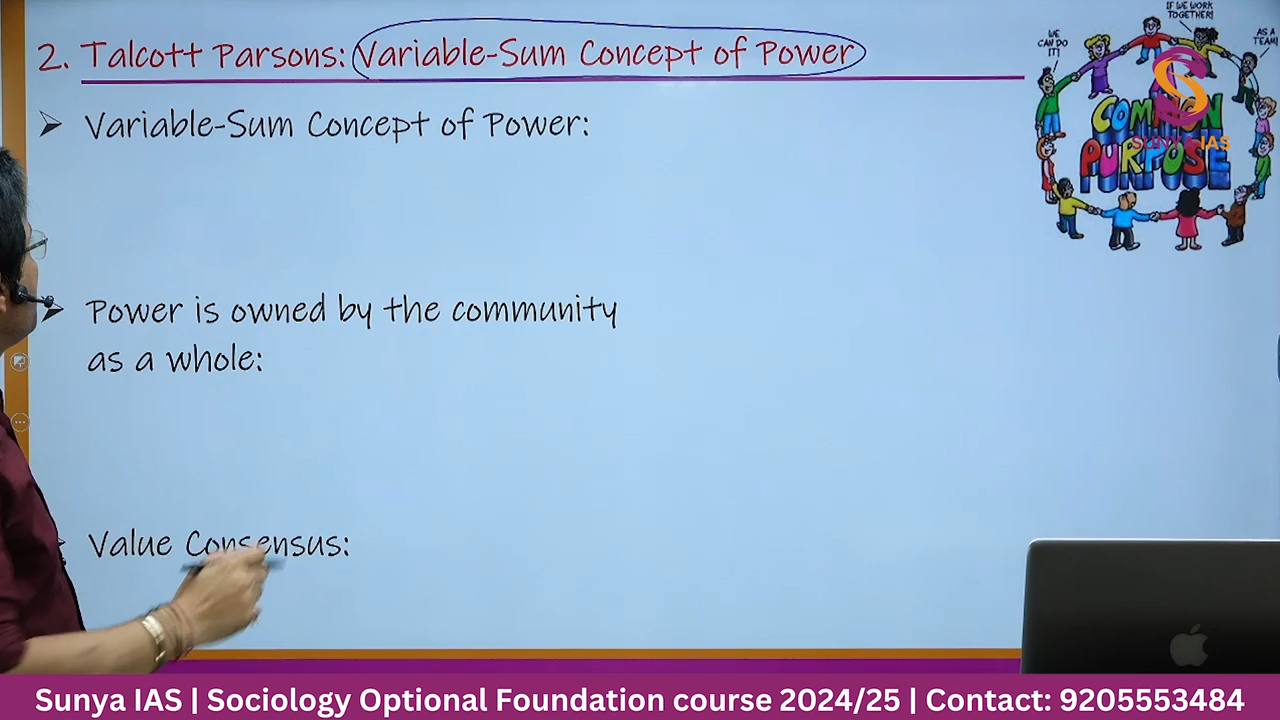 2. Talcott Parsons: Variable-Sum Concept of Power
Variable-Sum Concept of Power:
Power is owned by the community
as a whole:
Value Consensus:
WE
CAN DO
IT!
IF WE WORK
TOGETHER!
AS A
TEAM!
COMMON
PURPOSE
SUNYA IAS
Sunya IAS | Sociology Optional Foundation course 2024/25 | Contact: 9205553484